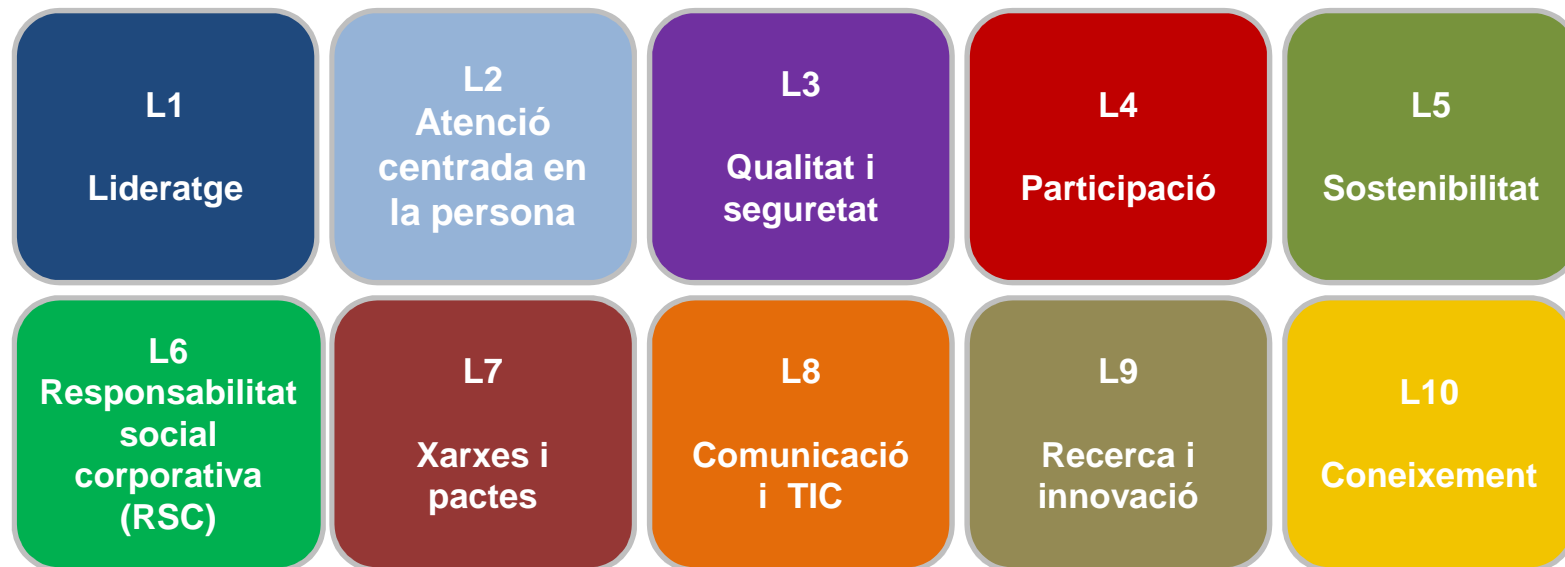 L1
Lideratge
L2
Atenció
centrada en
la persona
L3
Qualitat i
seguretat
L4
Participació
L5
Sostenibilitat
L6
Responsabilitat
social
corporativa
(RSC)
L7
Xarxes i
pactes
L8
Comunicació
i TIC
L9
Recerca i
innovació
L10
Coneixement